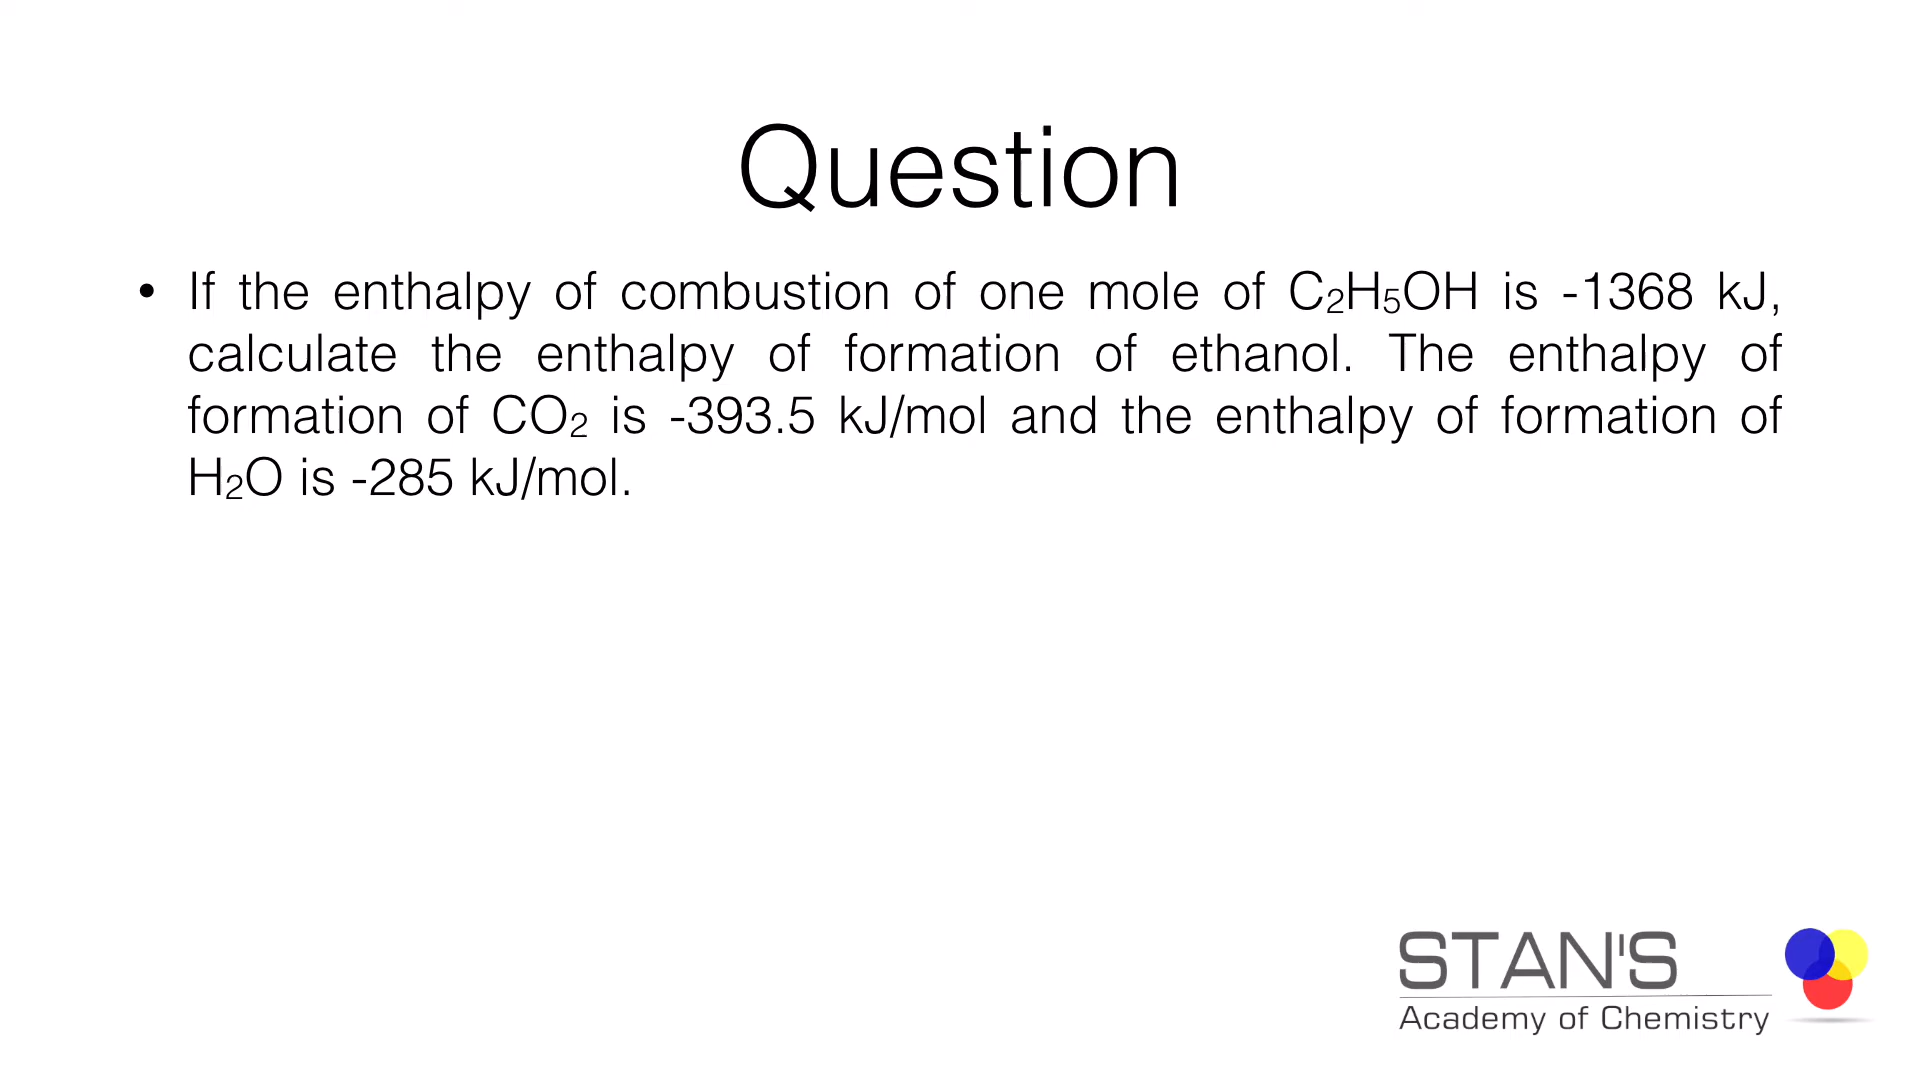 Question
• If the enthalpy of combustion of one mole of C₂H₅OH is -1368 kJ,
calculate the enthalpy of formation of ethanol. The enthalpy of
formation of CO₂ is -393.5 kJ/mol and the enthalpy of formation of
H₂O is -285 kJ/mol.
STAN'S
Academy of Chemistry